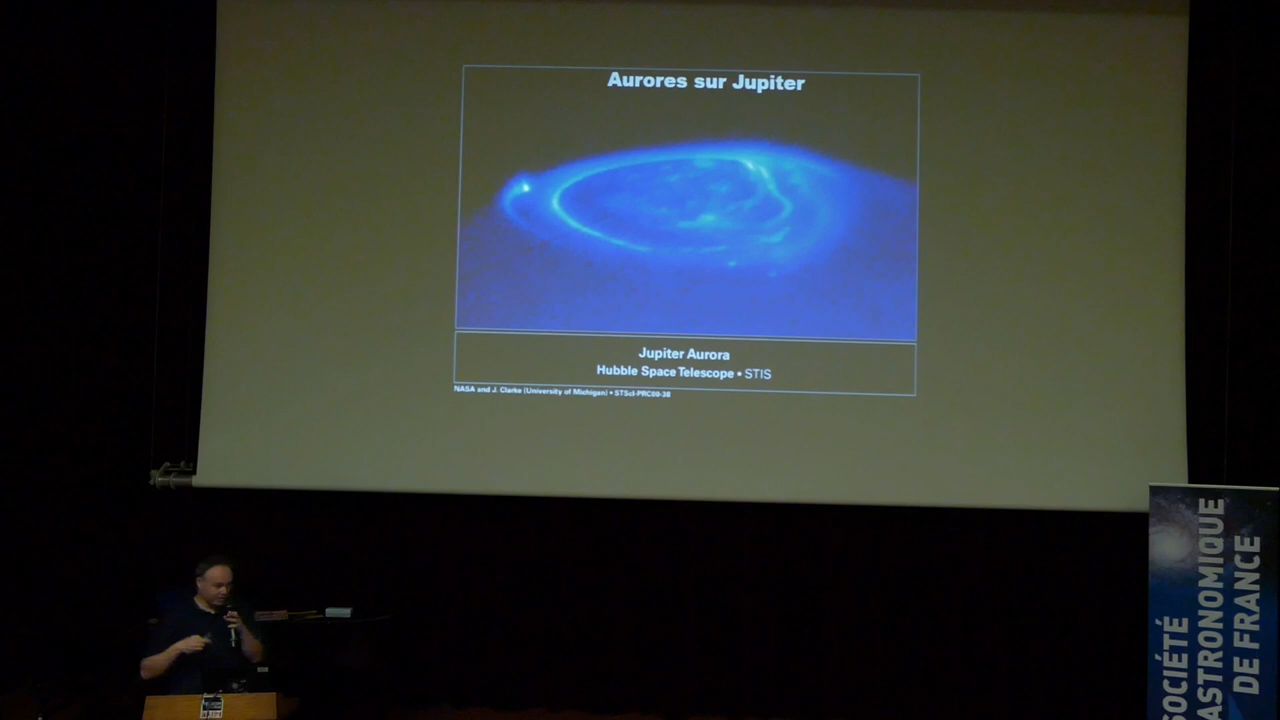 Aurores sur Jupiter
Jupiter Aurora
Hubble Space Telescope • STIS
NASA and J. Clarke (University of Michigan) • STScI-PRC00-38
SOCIÉTÉ
ASTRONOMIQUE
DE FRANCE